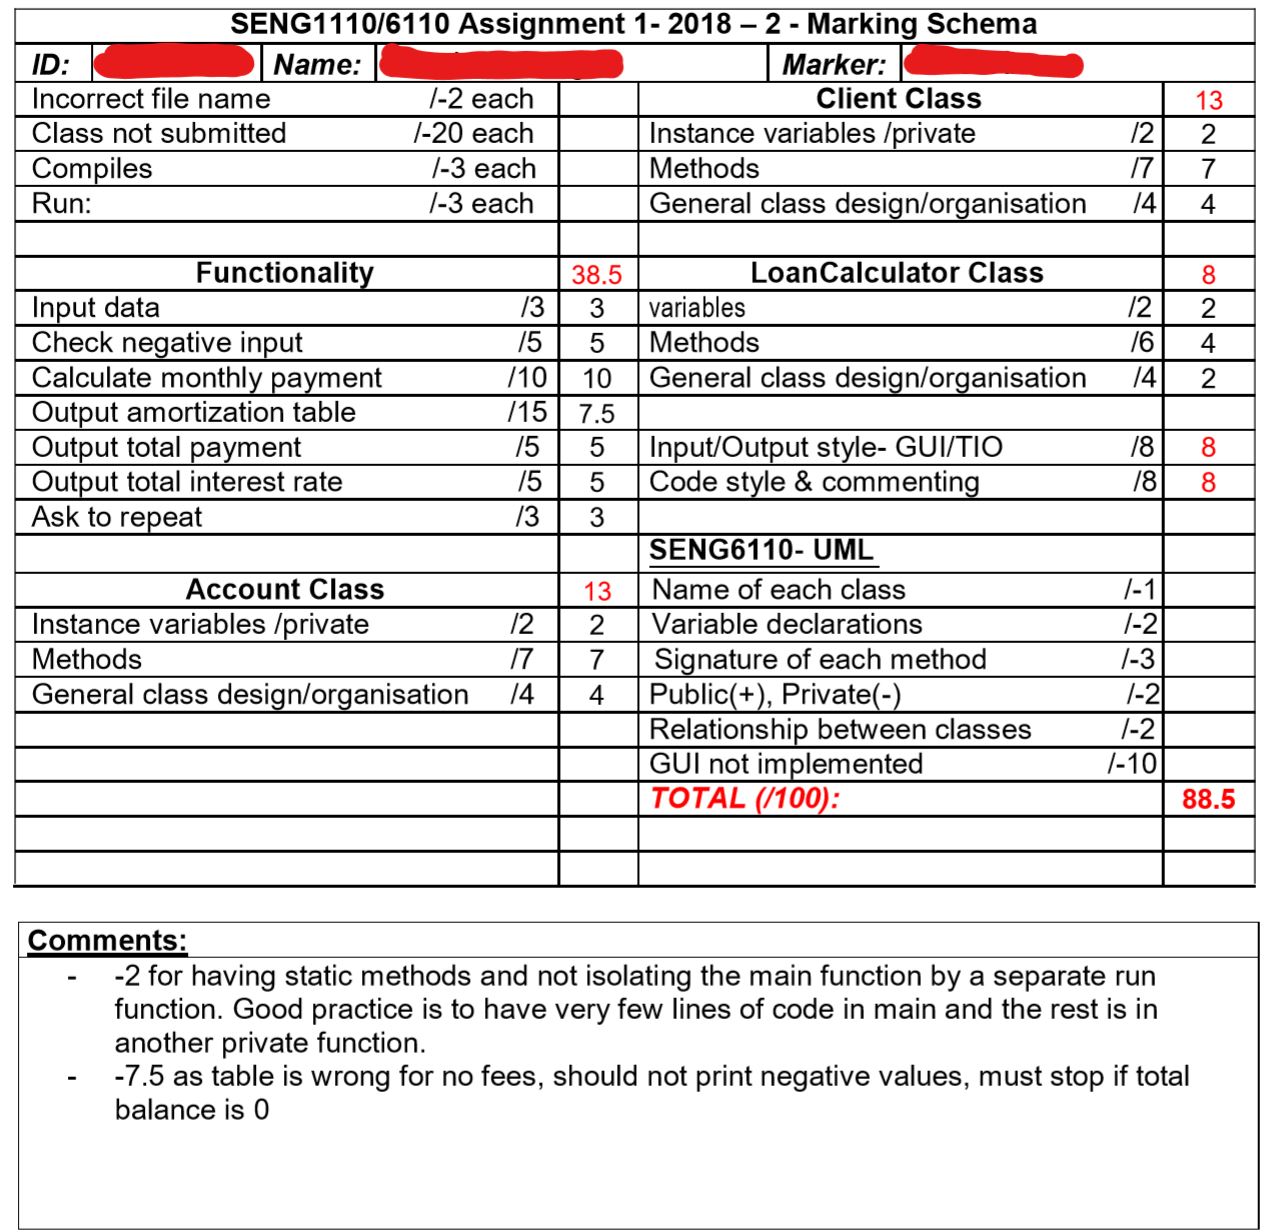 SENG1110/6110 Assignment 1- 2018 – 2 - Marking Schema
ID: Name: Marker:
Incorrect file name /-2 each
Class not submitted /-20 each
Compiles /-3 each
Run: /-3 each
Functionality 38.5
Input data /3 3
Check negative input /5 5
Calculate monthly payment /10 10
Output amortization table /15 7.5
Output total payment /5 5
Output total interest rate /5 5
Ask to repeat /3 3
Account Class 13
Instance variables /private /2 2
Methods /7 7
General class design/organisation /4 4
Client Class 13
Instance variables /private /2 2
Methods /7 7
General class design/organisation /4 4
LoanCalculator Class 8
variables /2 2
Methods /6 4
General class design/organisation /4 2
Input/Output style- GUI/TIO /8 8
Code style & commenting /8 8
SENG6110- UML
Name of each class /-1
Variable declarations /-2
Signature of each method /-3
Public(+), Private(-) /-2
Relationship between classes /-2
GUI not implemented /-10
TOTAL (/100): 88.5
Comments:
- -2 for having static methods and not isolating the main function by a separate run
function. Good practice is to have very few lines of code in main and the rest is in
another private function.
- -7.5 as table is wrong for no fees, should not print negative values, must stop if total
balance is 0